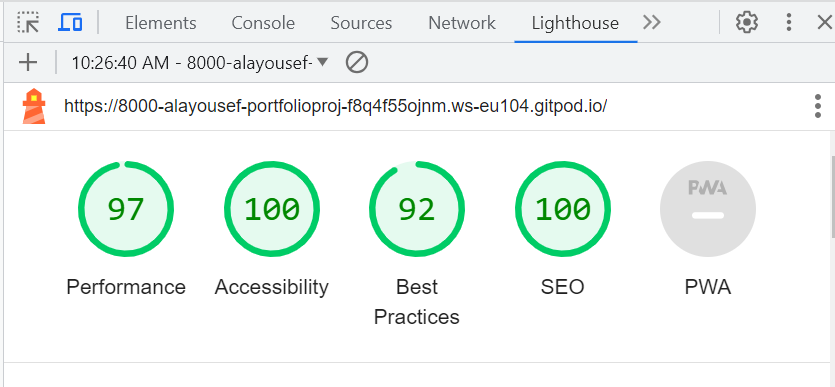 Elements Console Sources Network Lighthouse
10:26:40 AM - 8000-alayousef-
https://8000-alayousef-portfolioproj-f8q4f55ojnm.ws-eu104.gitpod.io/
97 100 92 100 PWA
Performance Accessibility Best Practices SEO PWA